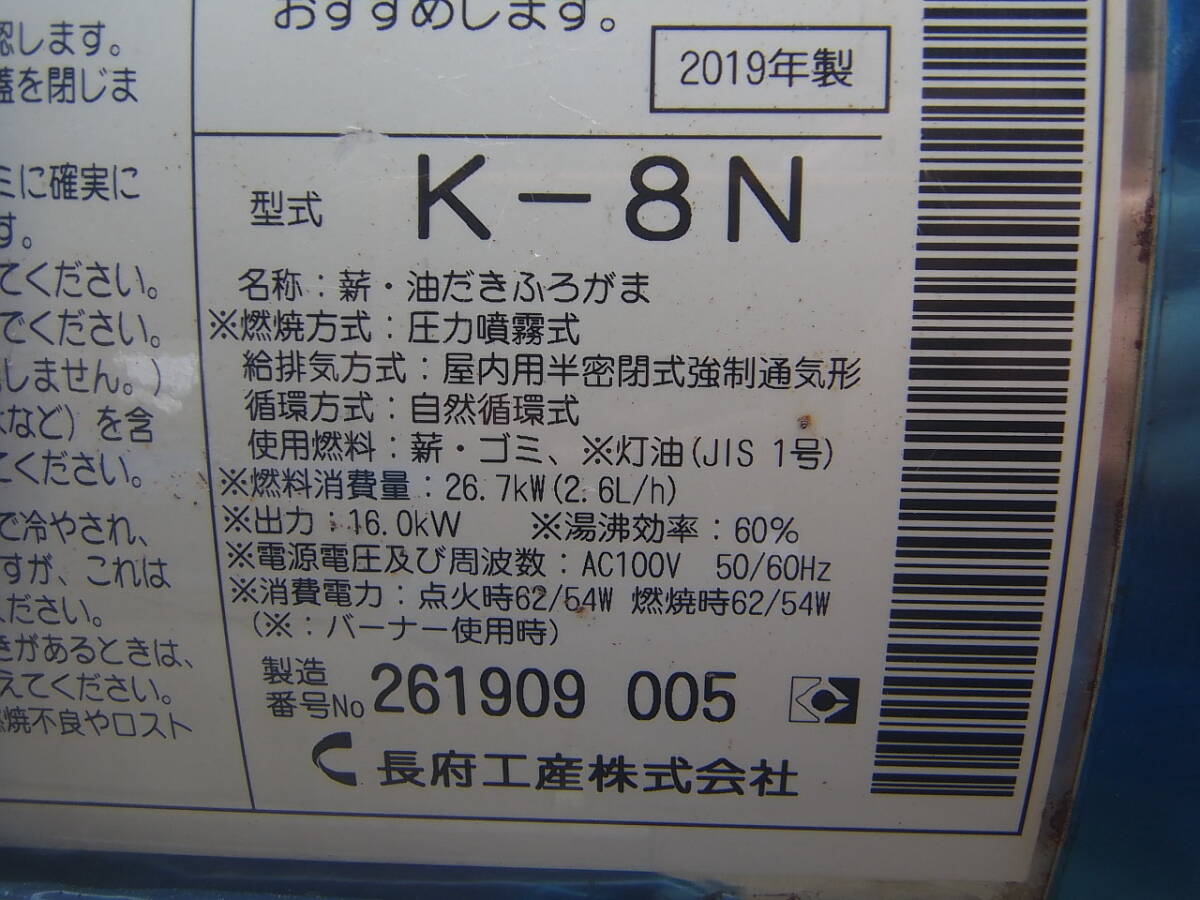 認します。
蓋を閉じま
ミに確実に
す。
てください。
でください。
しません。)
など)を含
てください。
で冷やされ、
すが、これは
ください。
きがあるときは、
えてください。
燃焼不良やロスト
おすすめします。
2019年製
型式 K-8N
名称:薪・油だきふろがま
※燃焼方式:圧力噴霧式
給排気方式:屋内用半密閉式強制通気形
循環方式:自然循環式
使用燃料:薪・ゴミ、※灯油(JIS 1号)
※燃料消費量:26.7kW(2.6L/h)
※出力:16.0kW ※湯沸効率:60%
※電源電圧及び周波数:AC100V 50/60Hz
※消費電力:点火時62/54W 燃焼時62/54W
(※:バーナー使用時)
製造
番号No 261909 005
長府工産株式会社